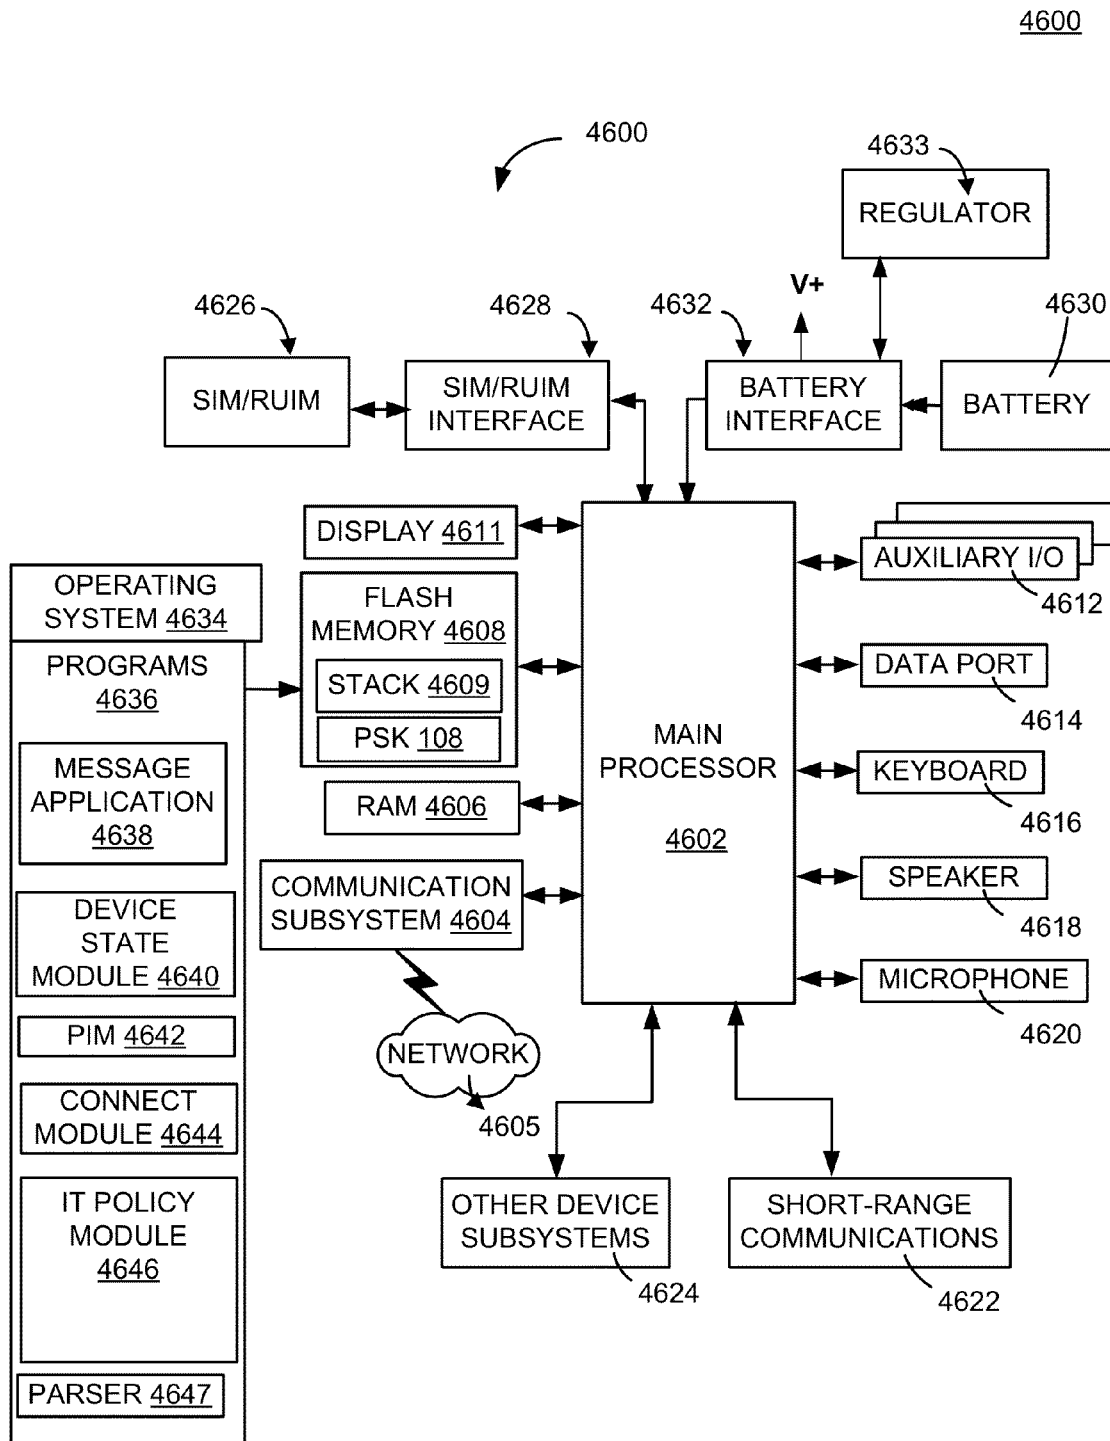 4600
4600
4633
REGULATOR
V+
4626
4628
4632
4630
SIM/RUIM
SIM/RUIM
INTERFACE
BATTERY
INTERFACE
BATTERY
DISPLAY 4611
AUXILIARY I/O
4612
OPERATING
SYSTEM 4634
FLASH
MEMORY 4608
STACK 4609
PSK 108
PROGRAMS
4636
DATA PORT
4614
MAIN
PROCESSOR
4602
MESSAGE
APPLICATION
4638
RAM 4606
KEYBOARD
4616
COMMUNICATION
SUBSYSTEM 4604
SPEAKER
4618
DEVICE
STATE
MODULE 4640
MICROPHONE
4620
PIM 4642
NETWORK
4605
CONNECT
MODULE 4644
IT POLICY
MODULE
4646
OTHER DEVICE
SUBSYSTEMS
4624
SHORT-RANGE
COMMUNICATIONS
4622
PARSER 4647